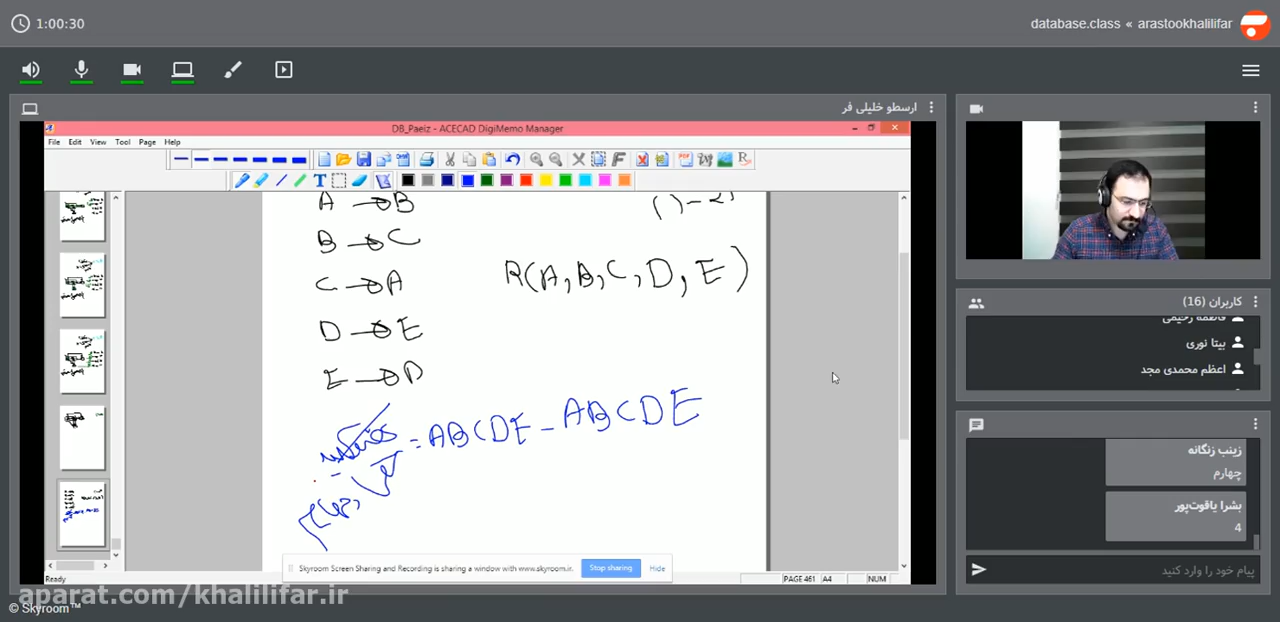 1:00:30
database.class « arastookhalilifar
ارسطو خلیلی فر
DB_Paeiz - ACECAD DigiMemo Manager
File Edit View Tool Page Help
A → B
B → C
C → A
D → E
E → D
R(A, B, C, D, E)
= ABCDE - ABCDE
Skyroom Screen Sharing and Recording is sharing a window with www.skyroom.ir.
Stop sharing
Hide
Ready
PAGE 461 A4 NUM
کاربران (16)
فاطمه رحیمی
بیتا نوری
اعظم محمدی مجد
زینب زنگانه
چهارم
بشرا یاقوت‌پور
4
پیام خود را وارد کنید
aparat.com/khalilifar.ir
© Skyroom™